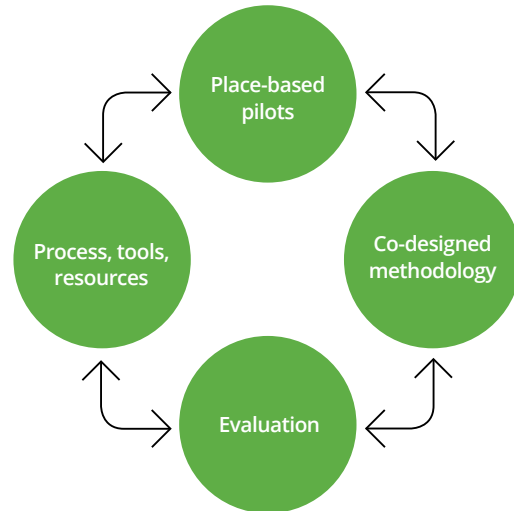 Place-based
pilots
Process, tools,
resources
Co-designed
methodology
Evaluation